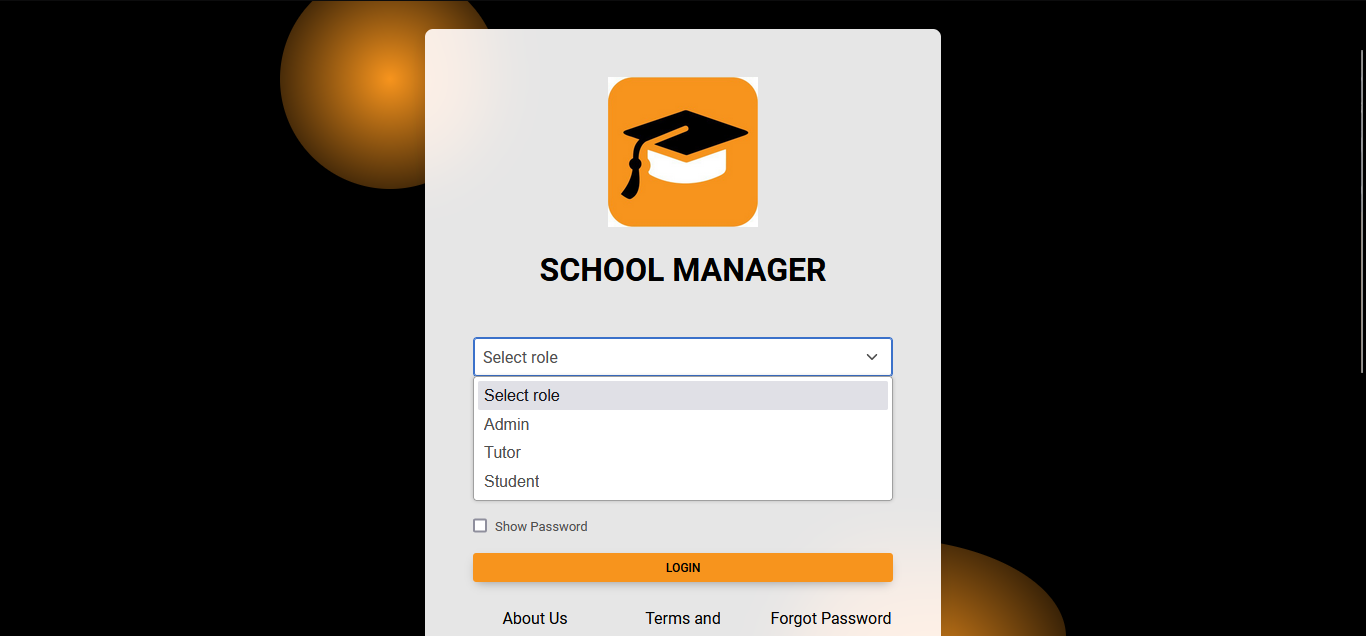 SCHOOL MANAGER
Select role
Select role
Admin
Tutor
Student
Show Password
LOGIN
About Us Terms and Forgot Password